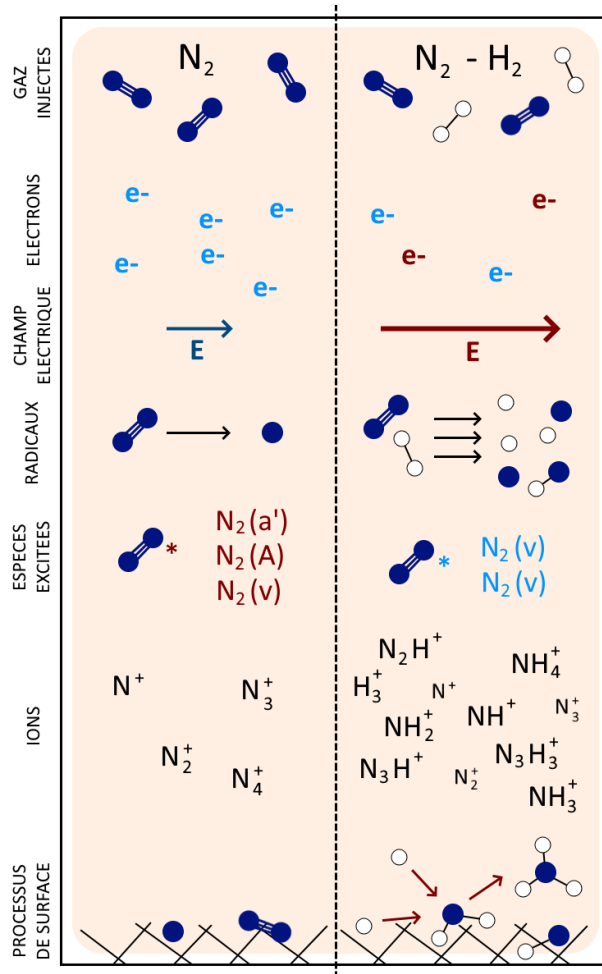 GAZ
INJECTES
N₂
N₂ - H₂
ELECTRONS
e-
e-
e-
e-
e-
e-
e-
e-
e-
e-
CHAMP
ELECTRIQUE
E
E
RADICAUX
ESPECES
EXCITEES
*
N₂(a')
N₂(A)
N₂(v)
*
N₂(v)
N₂(v)
IONS
N⁺
N₃⁺
N₂⁺
N₄⁺
N₂H⁺
NH₄⁺
H₃⁺
N⁺
N₃⁺
NH₂⁺
NH⁺
N₃H⁺
N₂⁺
N₃H₃⁺
NH₃⁺
PROCESSUS
DE SURFACE